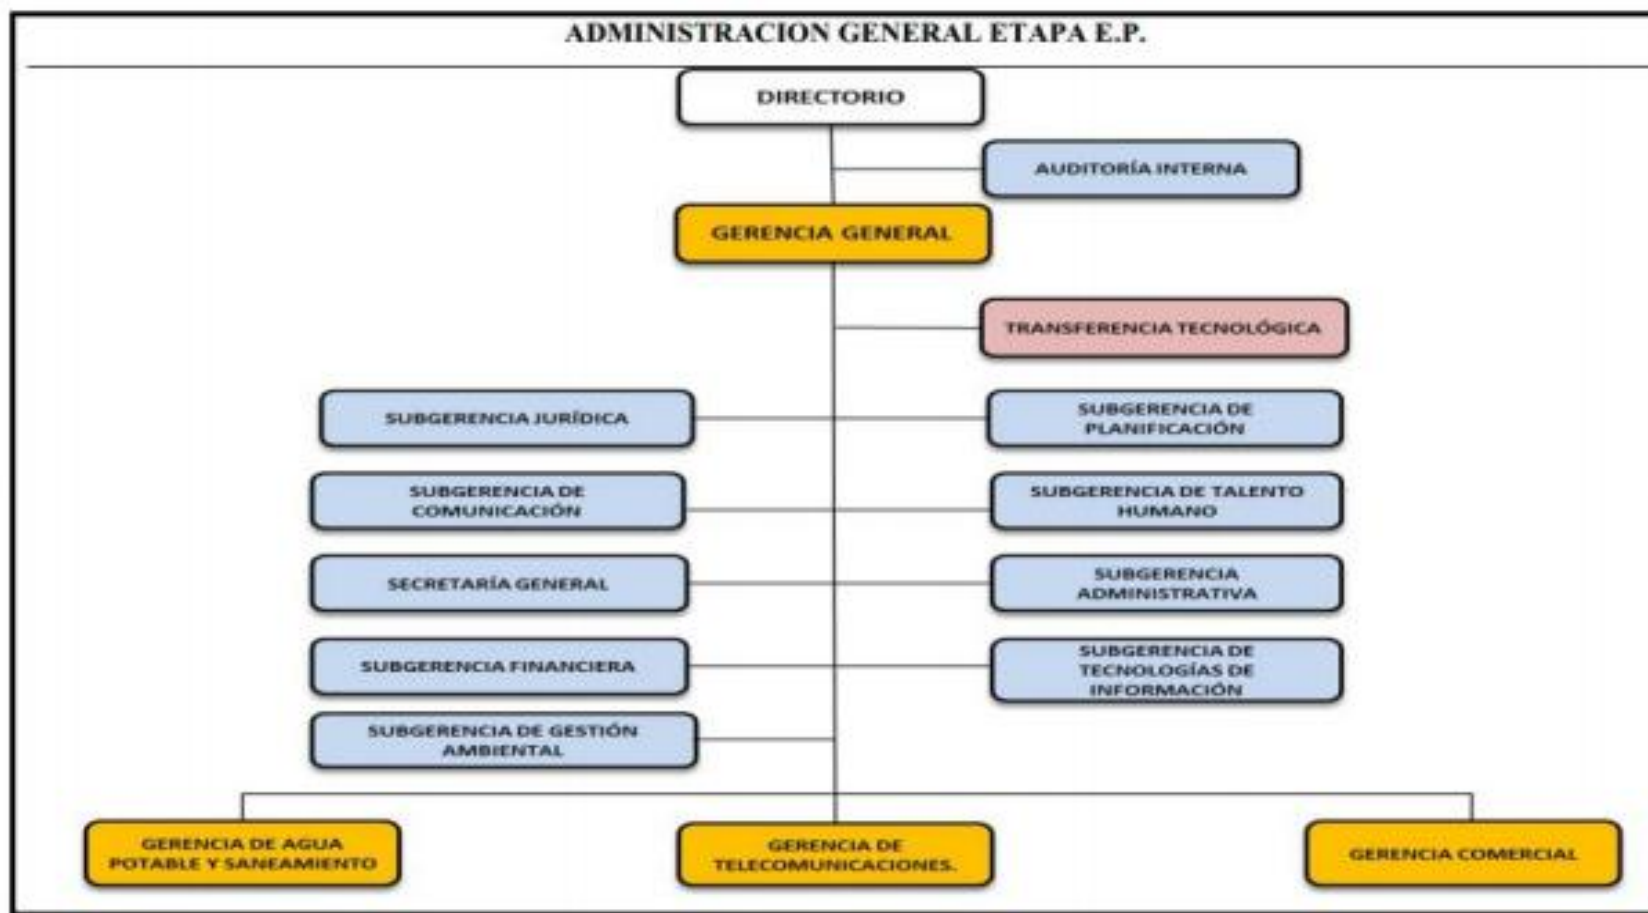 ADMINISTRACION GENERAL ETAPA E.P.
DIRECTORIO
AUDITORÍA INTERNA
GERENCIA GENERAL
TRANSFERENCIA TECNOLÓGICA
SUBGERENCIA JURÍDICA
SUBGERENCIA DE
PLANIFICACIÓN
SUBGERENCIA DE
COMUNICACIÓN
SUBGERENCIA DE TALENTO
HUMANO
SECRETARÍA GENERAL
SUBGERENCIA
ADMINISTRATIVA
SUBGERENCIA FINANCIERA
SUBGERENCIA DE
TECNOLOGÍAS DE
INFORMACIÓN
SUBGERENCIA DE GESTIÓN
AMBIENTAL
GERENCIA DE AGUA
POTABLE Y SANEAMIENTO
GERENCIA DE
TELECOMUNICACIONES.
GERENCIA COMERCIAL